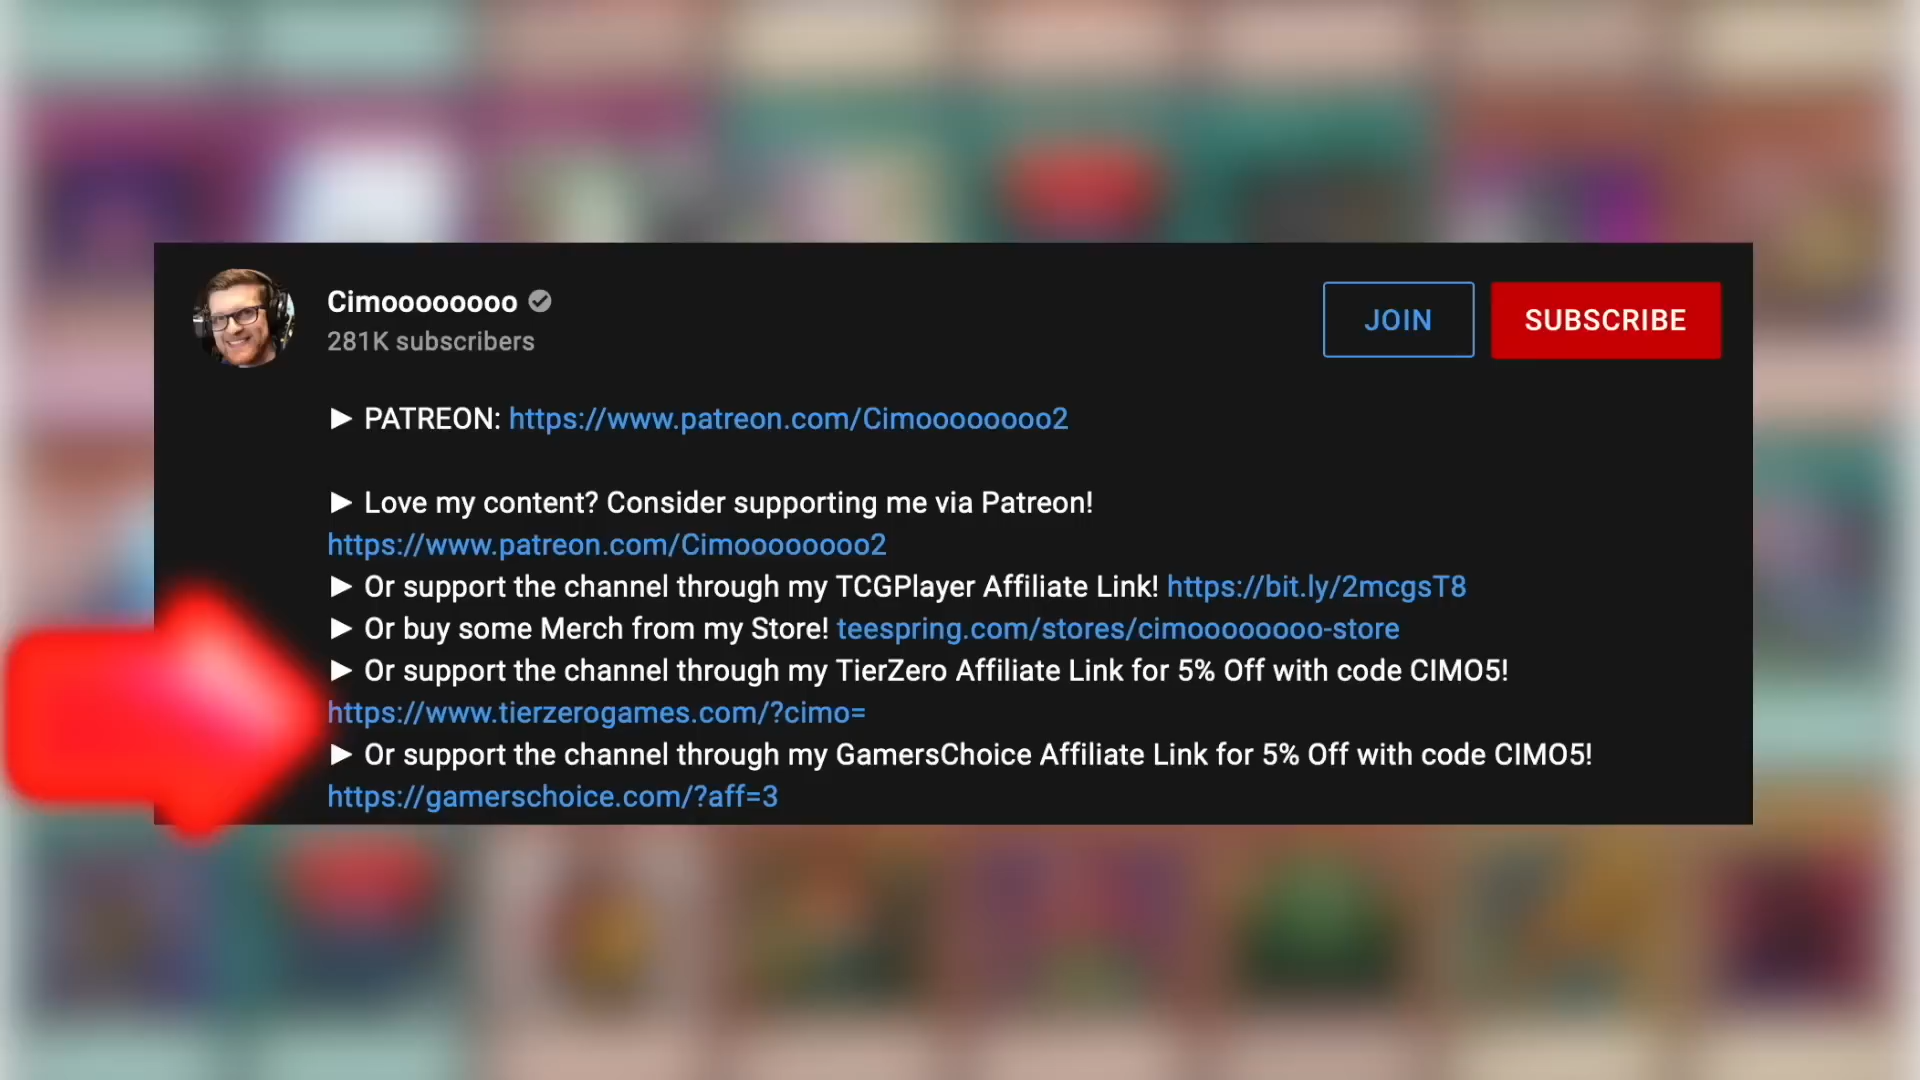 Cimoooooooo
281K subscribers
JOIN
SUBSCRIBE
► PATREON: https://www.patreon.com/Cimoooooooo2
► Love my content? Consider supporting me via Patreon!
https://www.patreon.com/Cimoooooooo2
► Or support the channel through my TCGPlayer Affiliate Link! https://bit.ly/2mcgsT8
► Or buy some Merch from my Store! teespring.com/stores/cimoooooooo-store
► Or support the channel through my TierZero Affiliate Link for 5% Off with code CIMO5!
https://www.tierzerogames.com/?cimo=
► Or support the channel through my GamersChoice Affiliate Link for 5% Off with code CIMO5!
https://gamerschoice.com/?aff=3